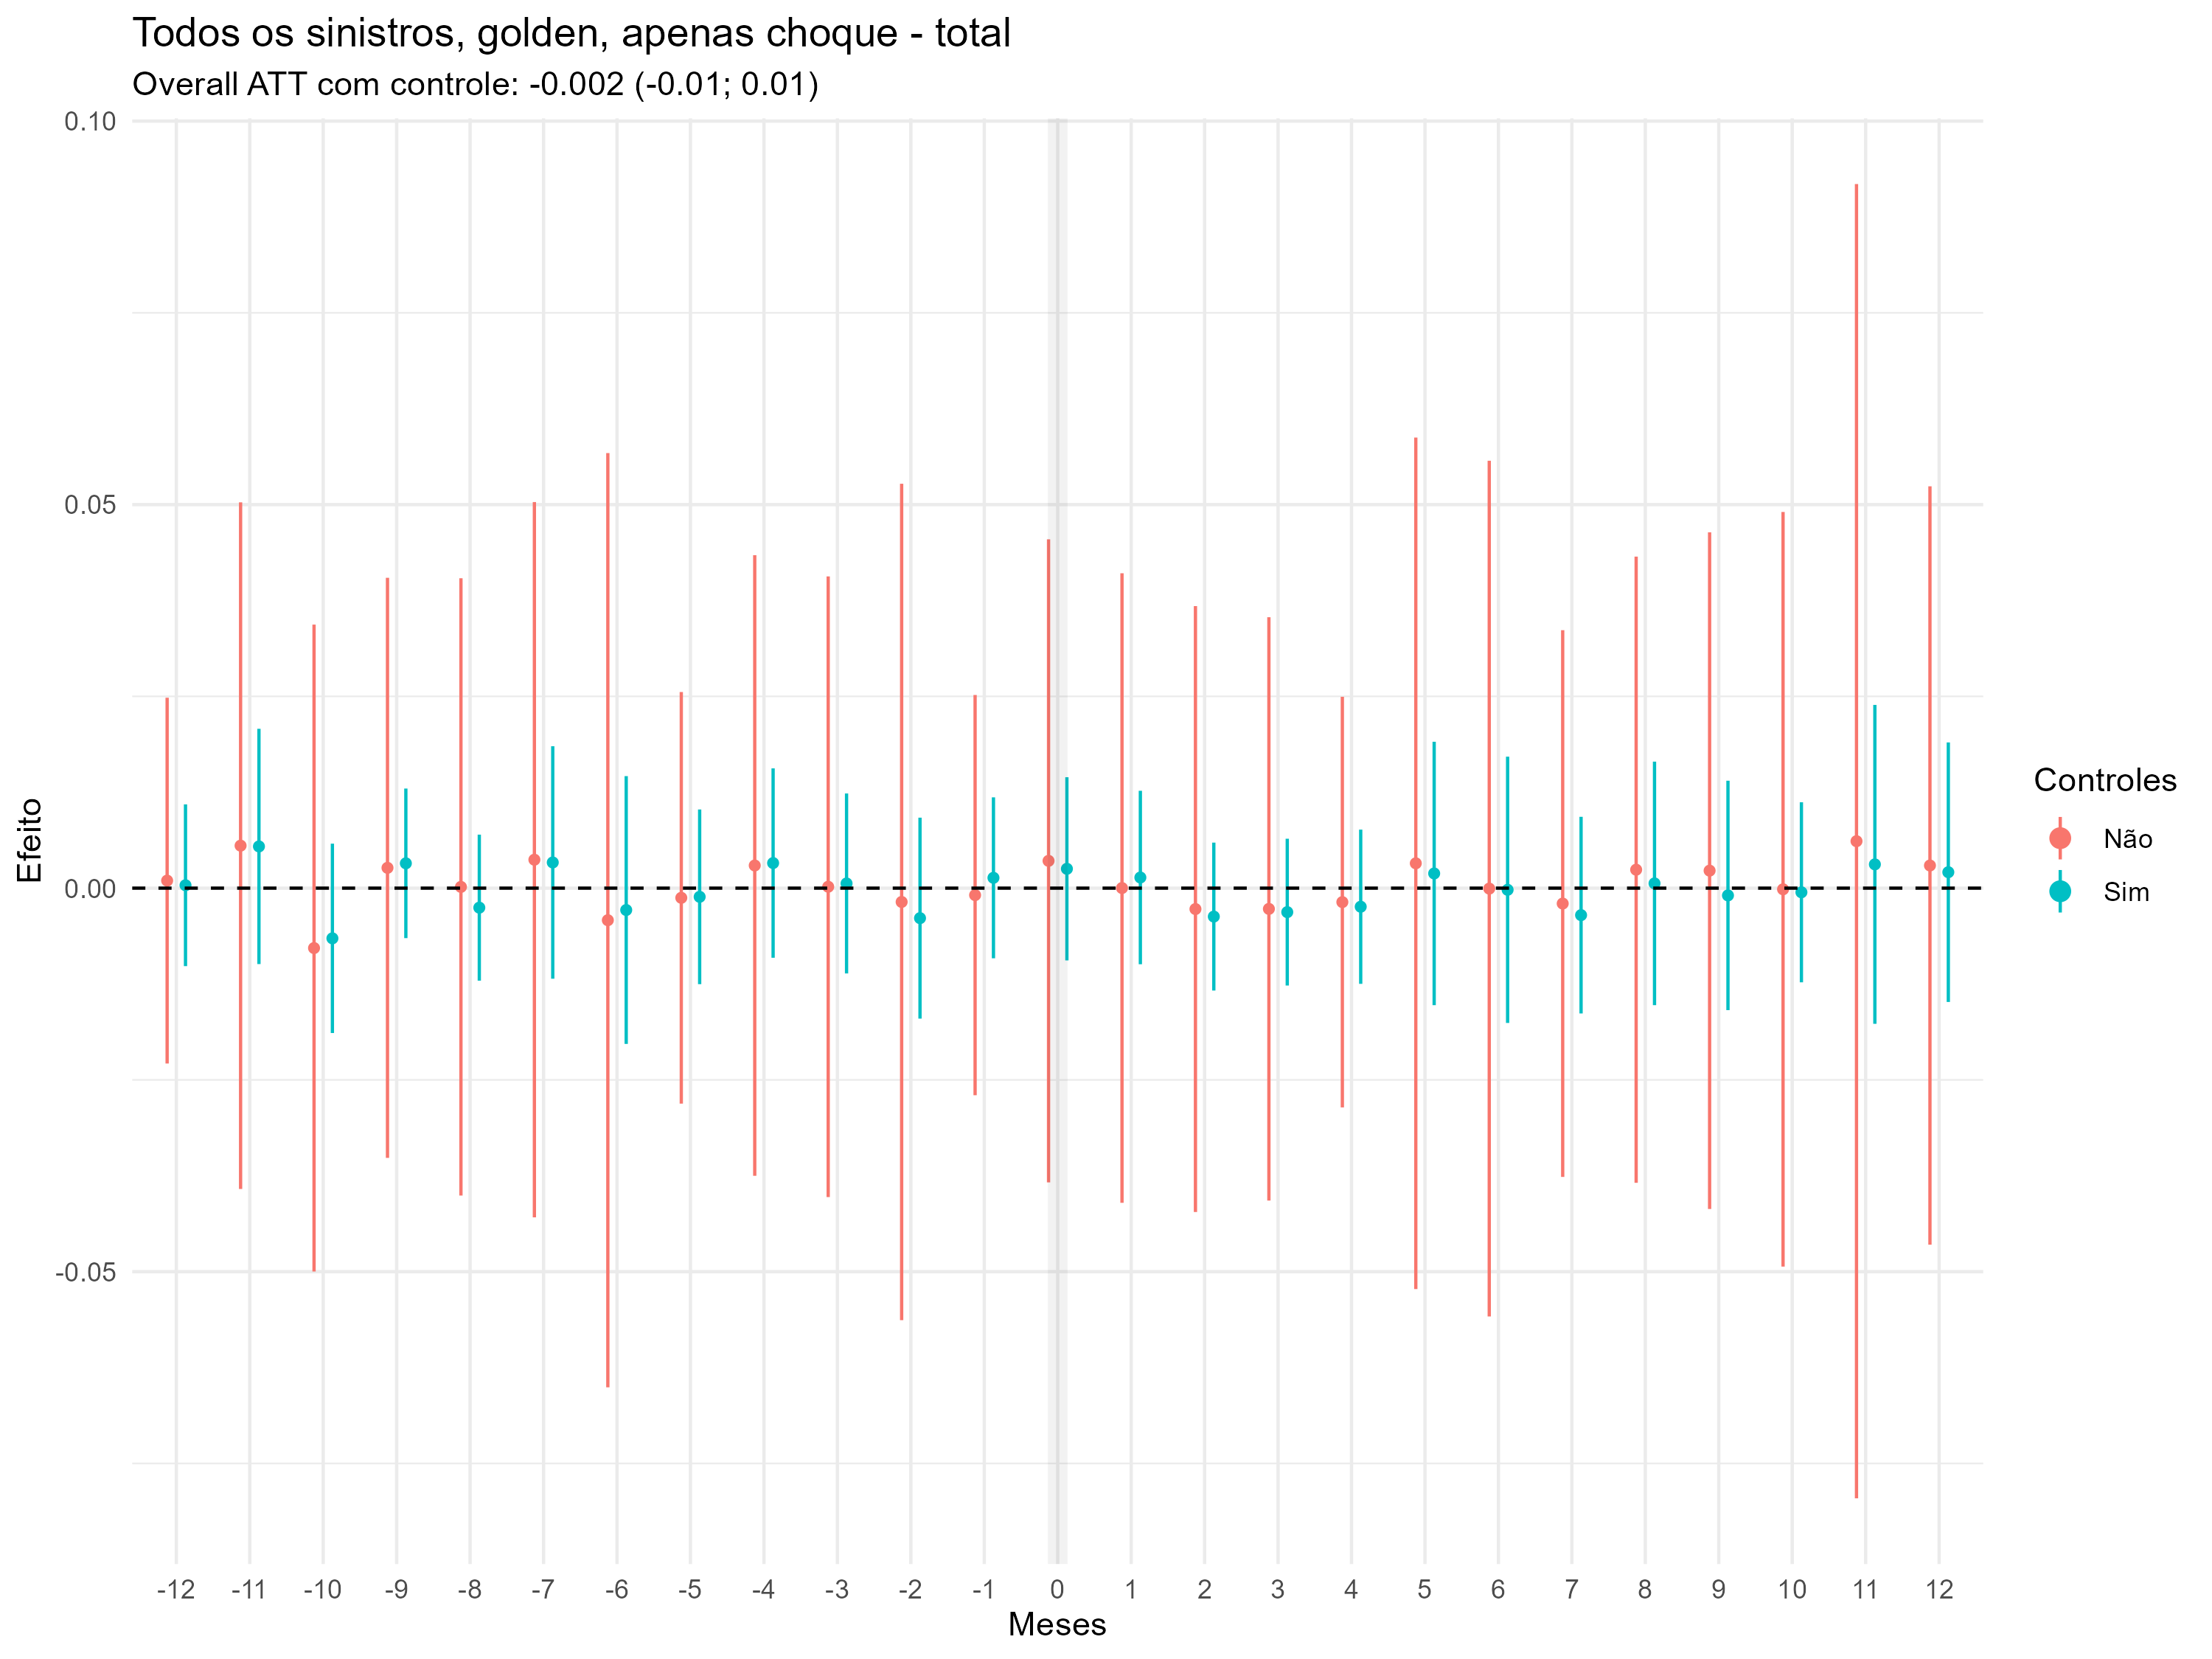 Todos os sinistros, golden, apenas choque - total
Overall ATT com controle: -0.002 (-0.01; 0.01)
0.10
0.05
0.00
-0.05
Efeito
-12 -11 -10 -9 -8 -7 -6 -5 -4 -3 -2 -1 0 1 2 3 4 5 6 7 8 9 10 11 12
Meses
Controles
Não
Sim